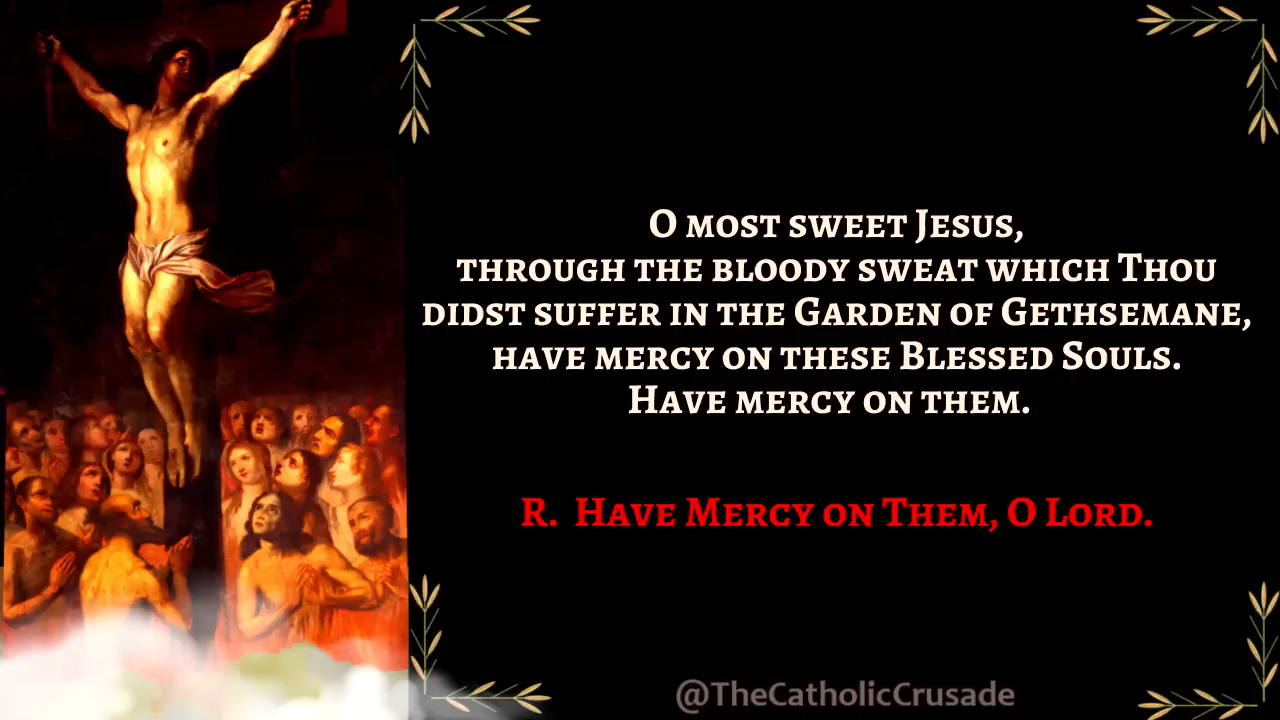 O most sweet Jesus,
through the bloody sweat which Thou
didst suffer in the Garden of Gethsemane,
have mercy on these Blessed Souls.
Have mercy on them.
R. Have Mercy on Them, O Lord.
@TheCatholicCrusade